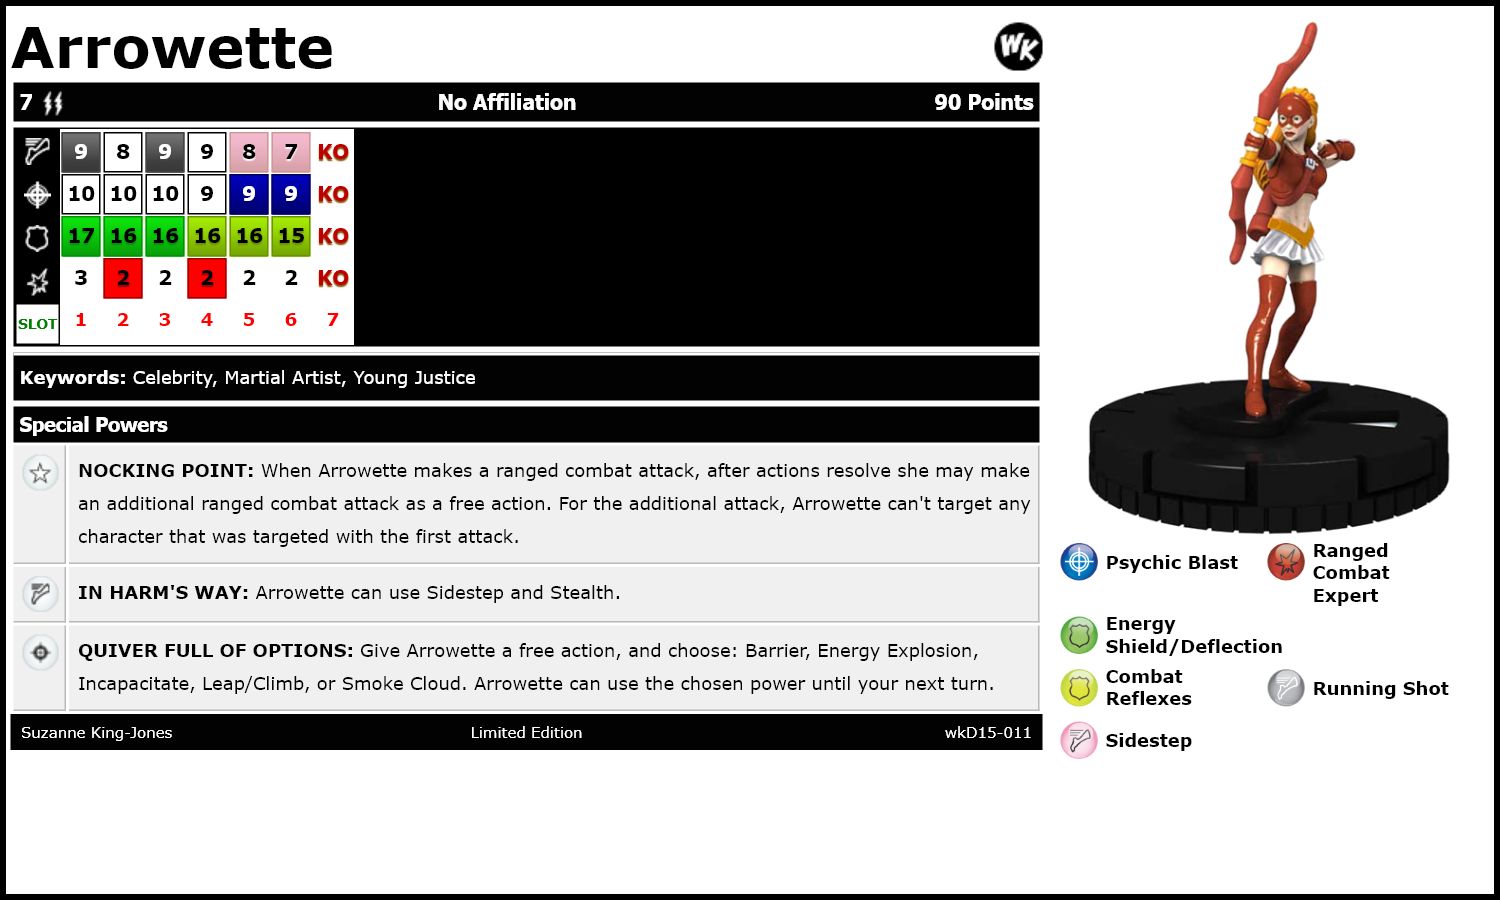 Arrowette
WK
7 No Affiliation 90 Points
9 8 9 9 8 7 KO
10 10 10 9 9 9 KO
17 16 16 16 16 15 KO
3 2 2 2 2 2 KO
SLOT 1 2 3 4 5 6 7
Keywords: Celebrity, Martial Artist, Young Justice
Special Powers
NOCKING POINT: When Arrowette makes a ranged combat attack, after actions resolve she may make
an additional ranged combat attack as a free action. For the additional attack, Arrowette can't target any
character that was targeted with the first attack.
IN HARM'S WAY: Arrowette can use Sidestep and Stealth.
QUIVER FULL OF OPTIONS: Give Arrowette a free action, and choose: Barrier, Energy Explosion,
Incapacitate, Leap/Climb, or Smoke Cloud. Arrowette can use the chosen power until your next turn.
Suzanne King-Jones Limited Edition wkD15-011
Psychic Blast
Ranged
Combat
Expert
Energy
Shield/Deflection
Combat
Reflexes
Running Shot
Sidestep